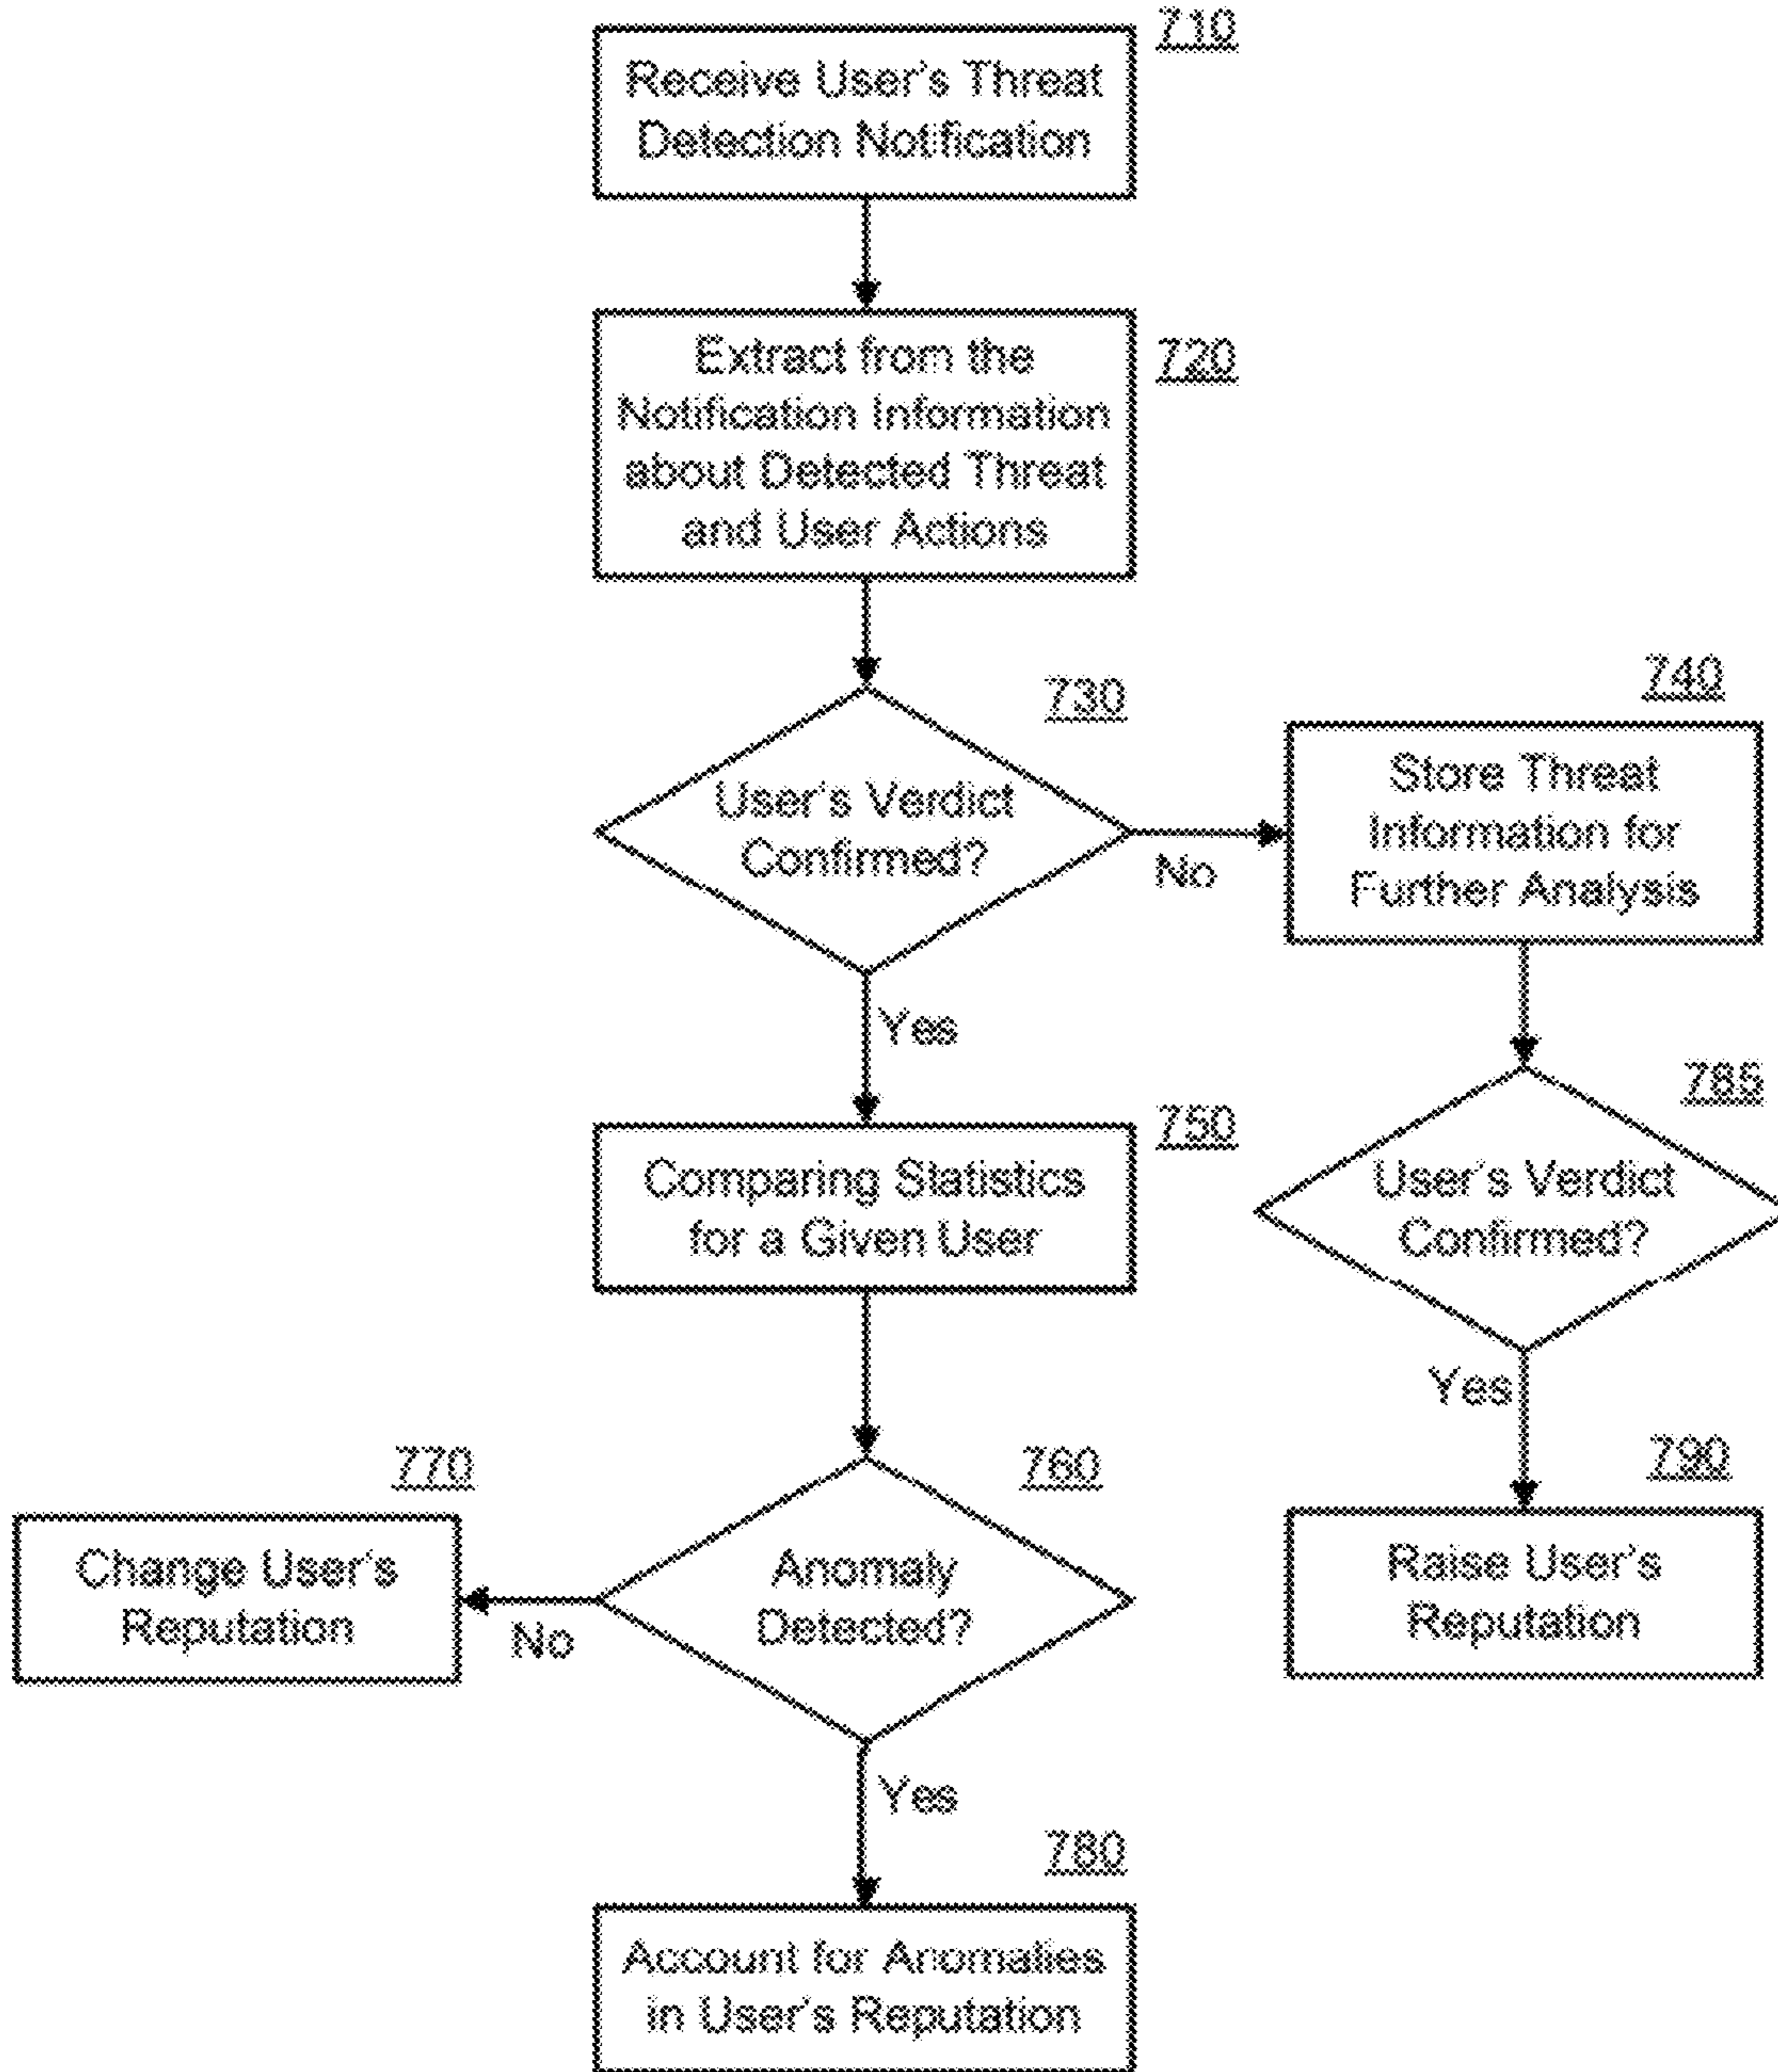 710
Receive User's Threat
Detection Notification
720
Extract from the
Notification Information
about Detected Threat
and User Actions
730
User's Verdict
Confirmed?
No
Yes
740
Store Threat
Information for
Further Analysis
785
User's Verdict
Confirmed?
Yes
750
Comparing Statistics
for a Given User
760
Anomaly
Detected?
No
Yes
770
Change User's
Reputation
790
Raise User's
Reputation
780
Account for Anomalies
in User's Reputation